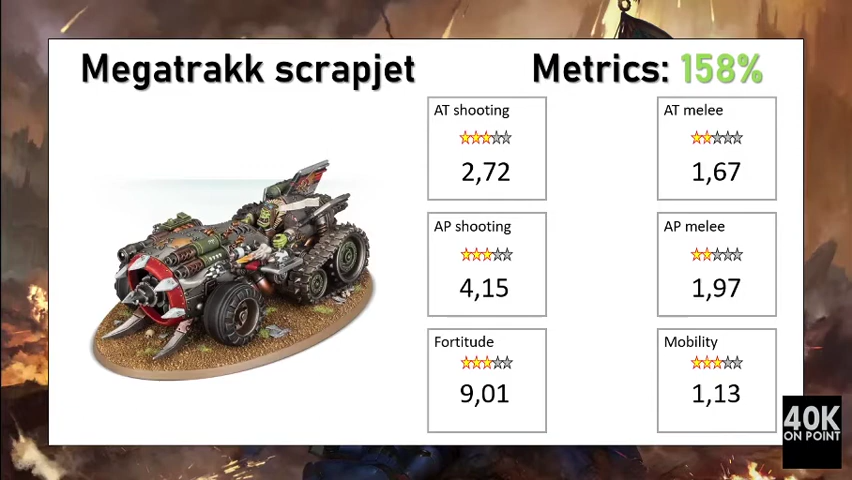 Megatrakk scrapjet
Metrics: 158%
AT shooting
2,72
AT melee
1,67
AP shooting
4,15
AP melee
1,97
Fortitude
9,01
Mobility
1,13
40K
ON POINT